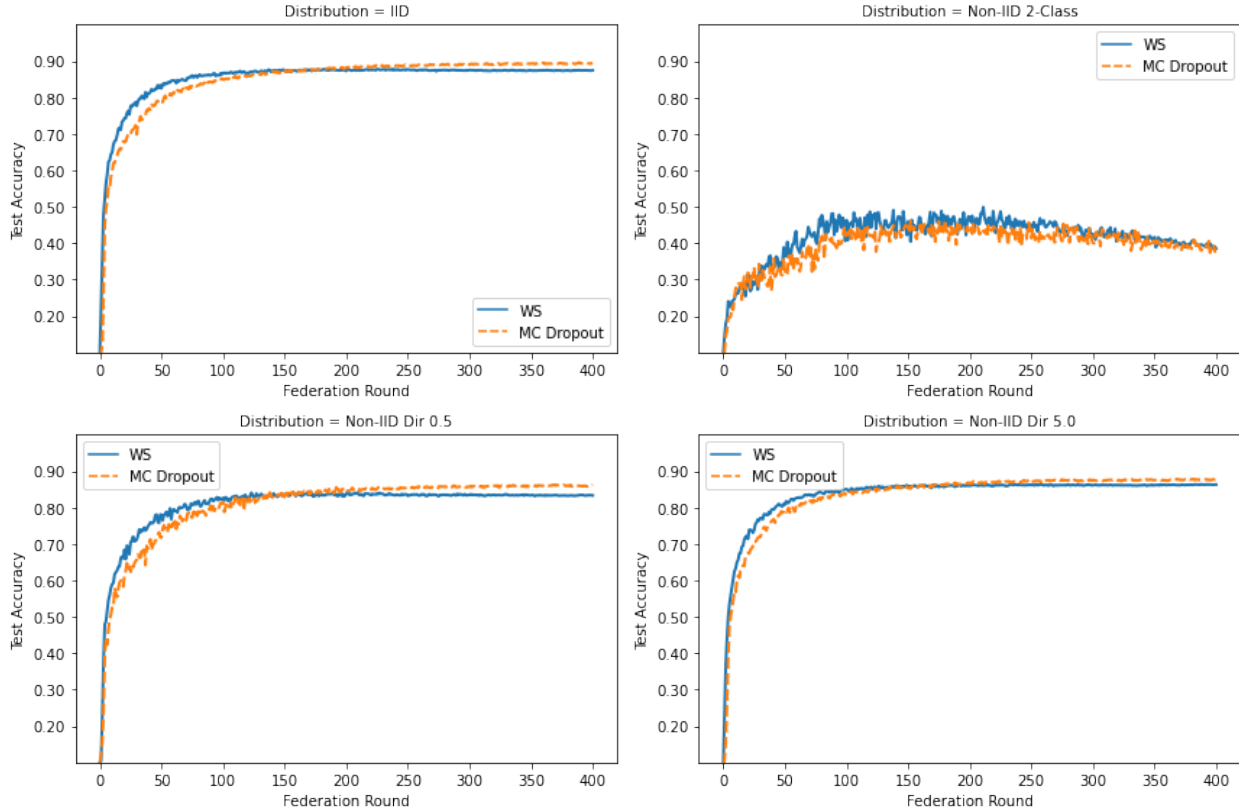 Distribution = IID
Test Accuracy
0.90
0.80
0.70
0.60
0.50
0.40
0.30
0.20
WS
MC Dropout
0 50 100 150 200 250 300 350 400
Federation Round
Distribution = Non-IID 2-Class
Test Accuracy
0.90
0.80
0.70
0.60
0.50
0.40
0.30
0.20
WS
MC Dropout
0 50 100 150 200 250 300 350 400
Federation Round
Distribution = Non-IID Dir 0.5
Test Accuracy
0.90
0.80
0.70
0.60
0.50
0.40
0.30
0.20
WS
MC Dropout
0 50 100 150 200 250 300 350 400
Federation Round
Distribution = Non-IID Dir 5.0
Test Accuracy
0.90
0.80
0.70
0.60
0.50
0.40
0.30
0.20
WS
MC Dropout
0 50 100 150 200 250 300 350 400
Federation Round